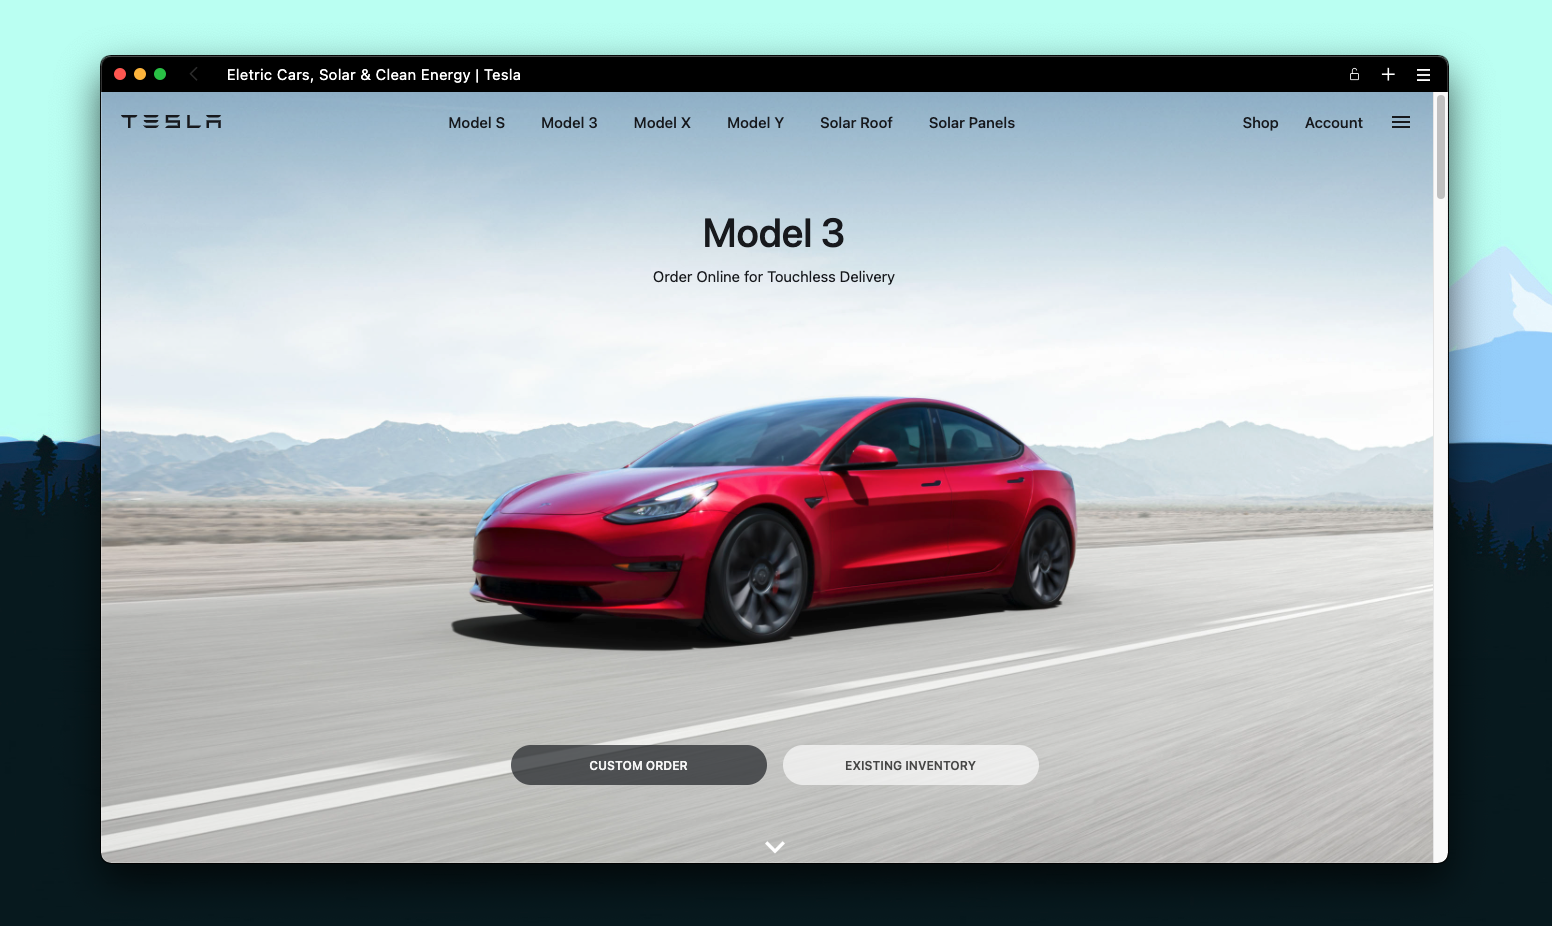 Eletric Cars, Solar & Clean Energy | Tesla
TESLA
Model S Model 3 Model X Model Y Solar Roof Solar Panels Shop Account
Model 3
Order Online for Touchless Delivery
CUSTOM ORDER
EXISTING INVENTORY